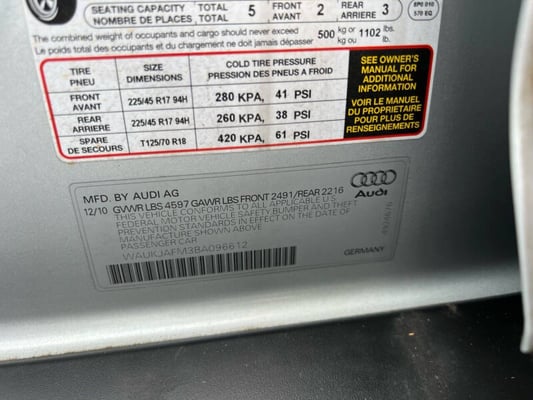 SEATING CAPACITY TOTAL 5 FRONT 2 REAR 3
NOMBRE DE PLACES TOTAL AVANT ARRIERE
8P0 010
570 EQ
The combined weight of occupants and cargo should never exceed 500 kg or 1102 lbs.
Le poids total des occupants et du chargement ne doit jamais dépasser kg ou lb.
TIRE SIZE COLD TIRE PRESSURE
PNEU DIMENSIONS PRESSION DES PNEUS A FROID
FRONT
AVANT 225/45 R17 94H 280 KPA, 41 PSI
REAR
ARRIERE 225/45 R17 94H 260 KPA, 38 PSI
SPARE
DE SECOURS T125/70 R18 420 KPA, 61 PSI
SEE OWNER'S
MANUAL FOR
ADDITIONAL
INFORMATION
VOIR LE MANUEL
DU PROPRIETAIRE
POUR PLUS DE
RENSEIGNEMENTS
MFD. BY AUDI AG
12/10 GVWR LBS 4597 GAWR LBS FRONT 2491/REAR 2216
THIS VEHICLE CONFORMS TO ALL APPLICABLE U.S.
FEDERAL MOTOR VEHICLE SAFETY BUMPER AND THEFT
PREVENTION STANDARDS IN EFFECT ON THE DATE OF
MANUFACTURE SHOWN ABOVE
PASSENGER CAR
WAUKJAFM3BA096612
Audi
GERMANY